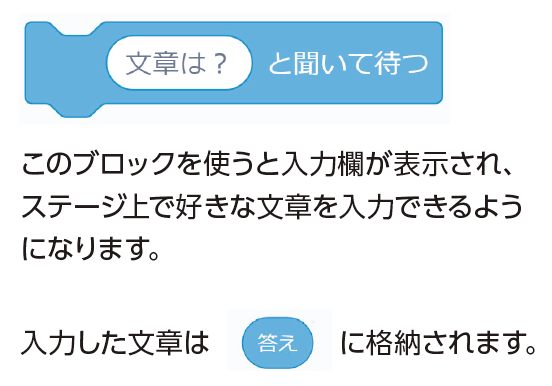 文章は？ と聞いて待つ
このブロックを使うと入力欄が表示され、
ステージ上で好きな文章を入力できるよう
になります。
入力した文章は 答え に格納されます。